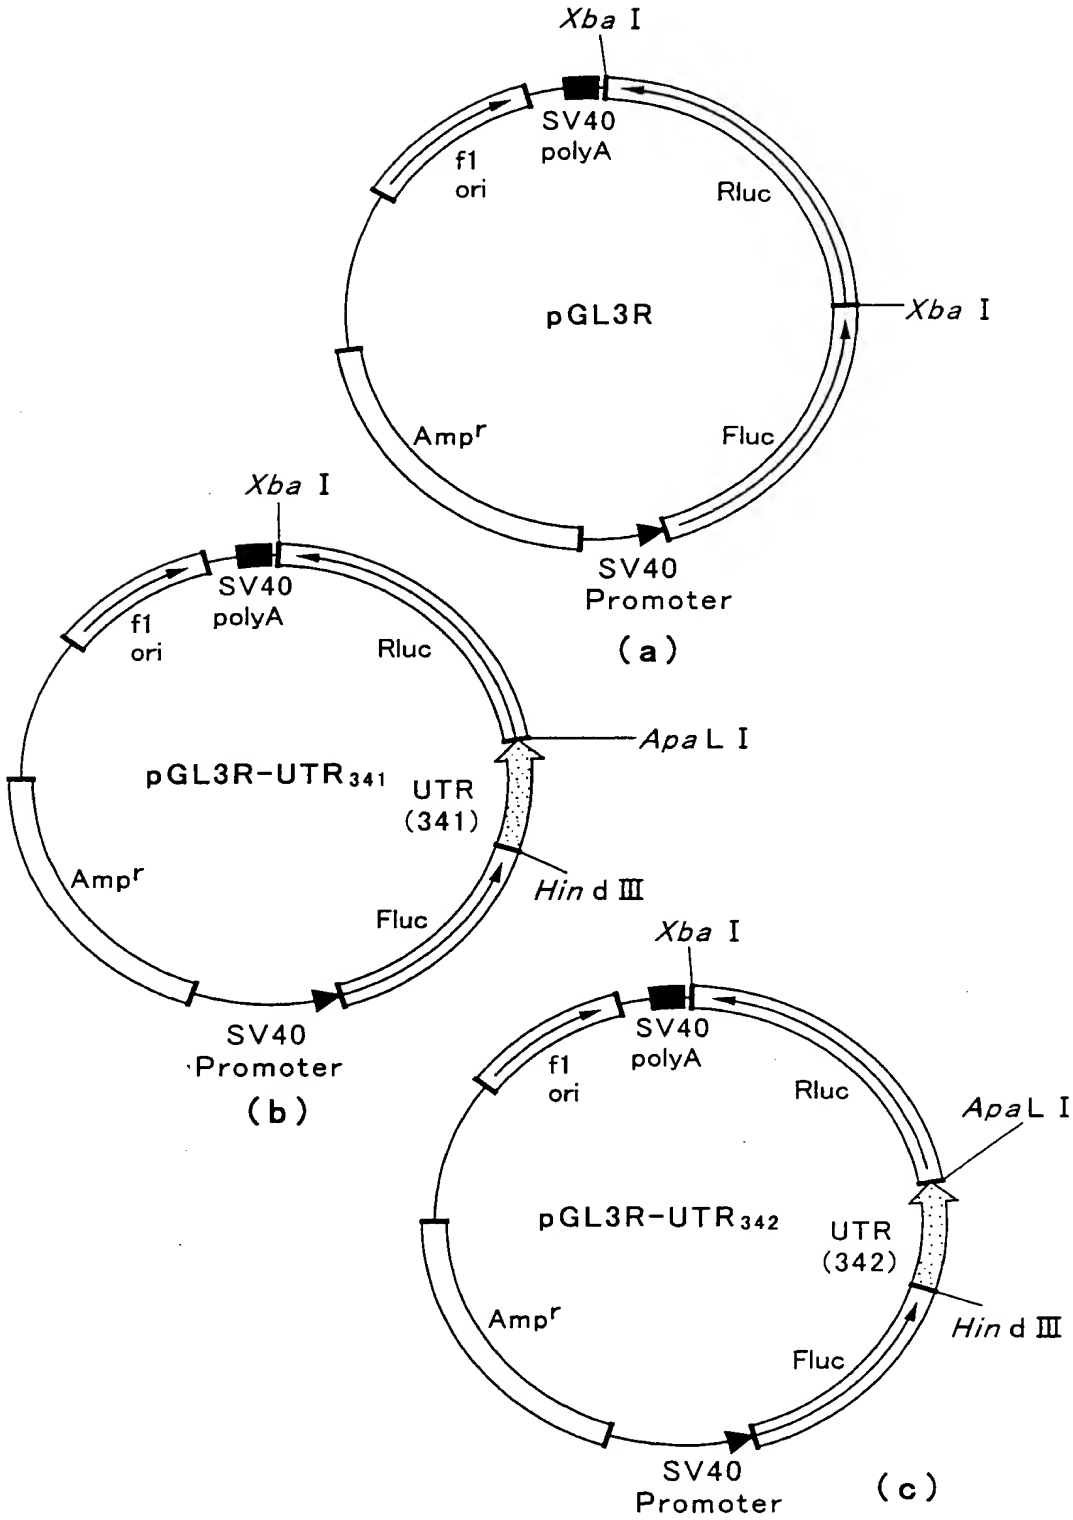 Xba I
SV40
polyA
f1
ori
Rluc
pGL3R
Xba I
Ampʳ
Fluc
SV40
Promoter
(a)
Xba I
SV40
polyA
f1
ori
Rluc
ApaL I
pGL3R-UTR₃₄₁
UTR
(341)
Ampʳ
Hin d III
Fluc
SV40
Promoter
(b)
Xba I
SV40
polyA
f1
ori
Rluc
ApaL I
pGL3R-UTR₃₄₂
UTR
(342)
Ampʳ
Hin d III
Fluc
SV40
Promoter
(c)